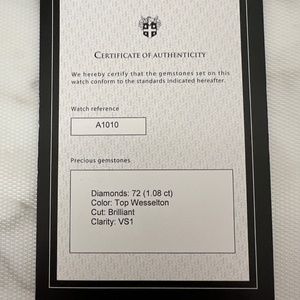 CERTIFICATE OF AUTHENTICITY
We hereby certify that the gemstones set on this
watch conform to the standards indicated hereafter.
Watch reference
A1010
Precious gemstones
Diamonds: 72 (1.08 ct)
Color: Top Wesselton
Cut: Brilliant
Clarity: VS1